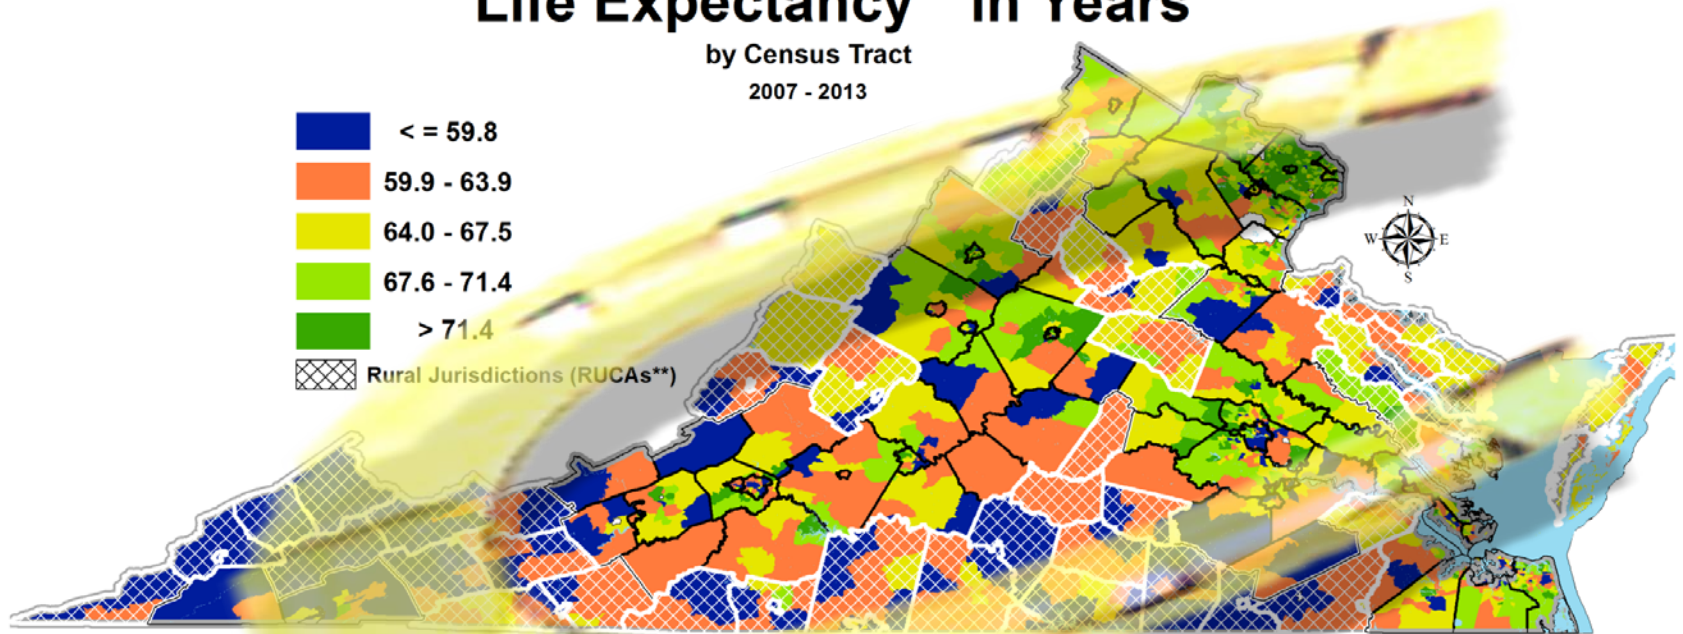 Life Expectancy in Years
by Census Tract
2007 - 2013
< = 59.8
59.9 - 63.9
64.0 - 67.5
67.6 - 71.4
> 71.4
Rural Jurisdictions (RUCAs**)
N
W E
S